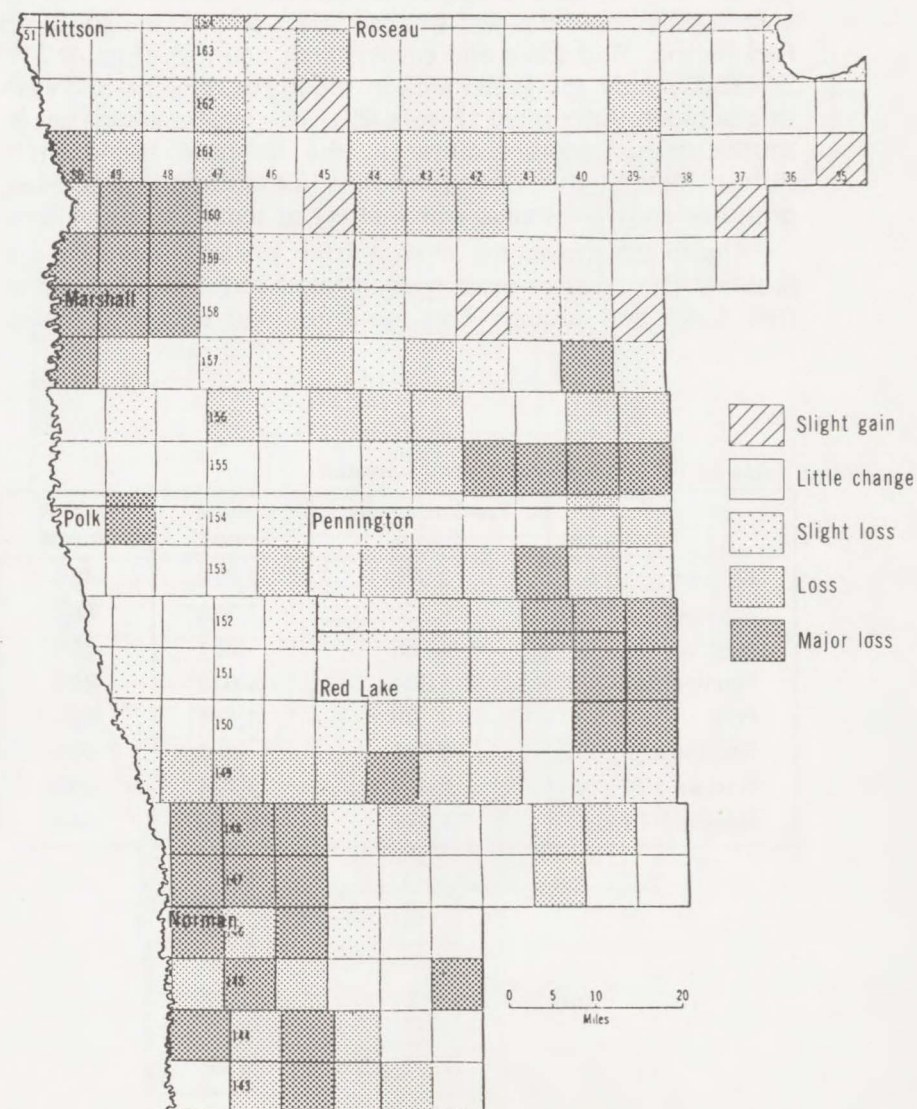 164
51 Kittson Roseau
163
162
161
50 49 48 47 46 45 44 43 42 41 40 39 38 37 36 35
160
159
Marshall
158
157
156
155
Polk 154 Pennington
153
152
151
Red Lake
150
149
148
147
Norman
146
145
144
143
Slight gain
Little change
Slight loss
Loss
Major loss
0 5 10 20
Miles